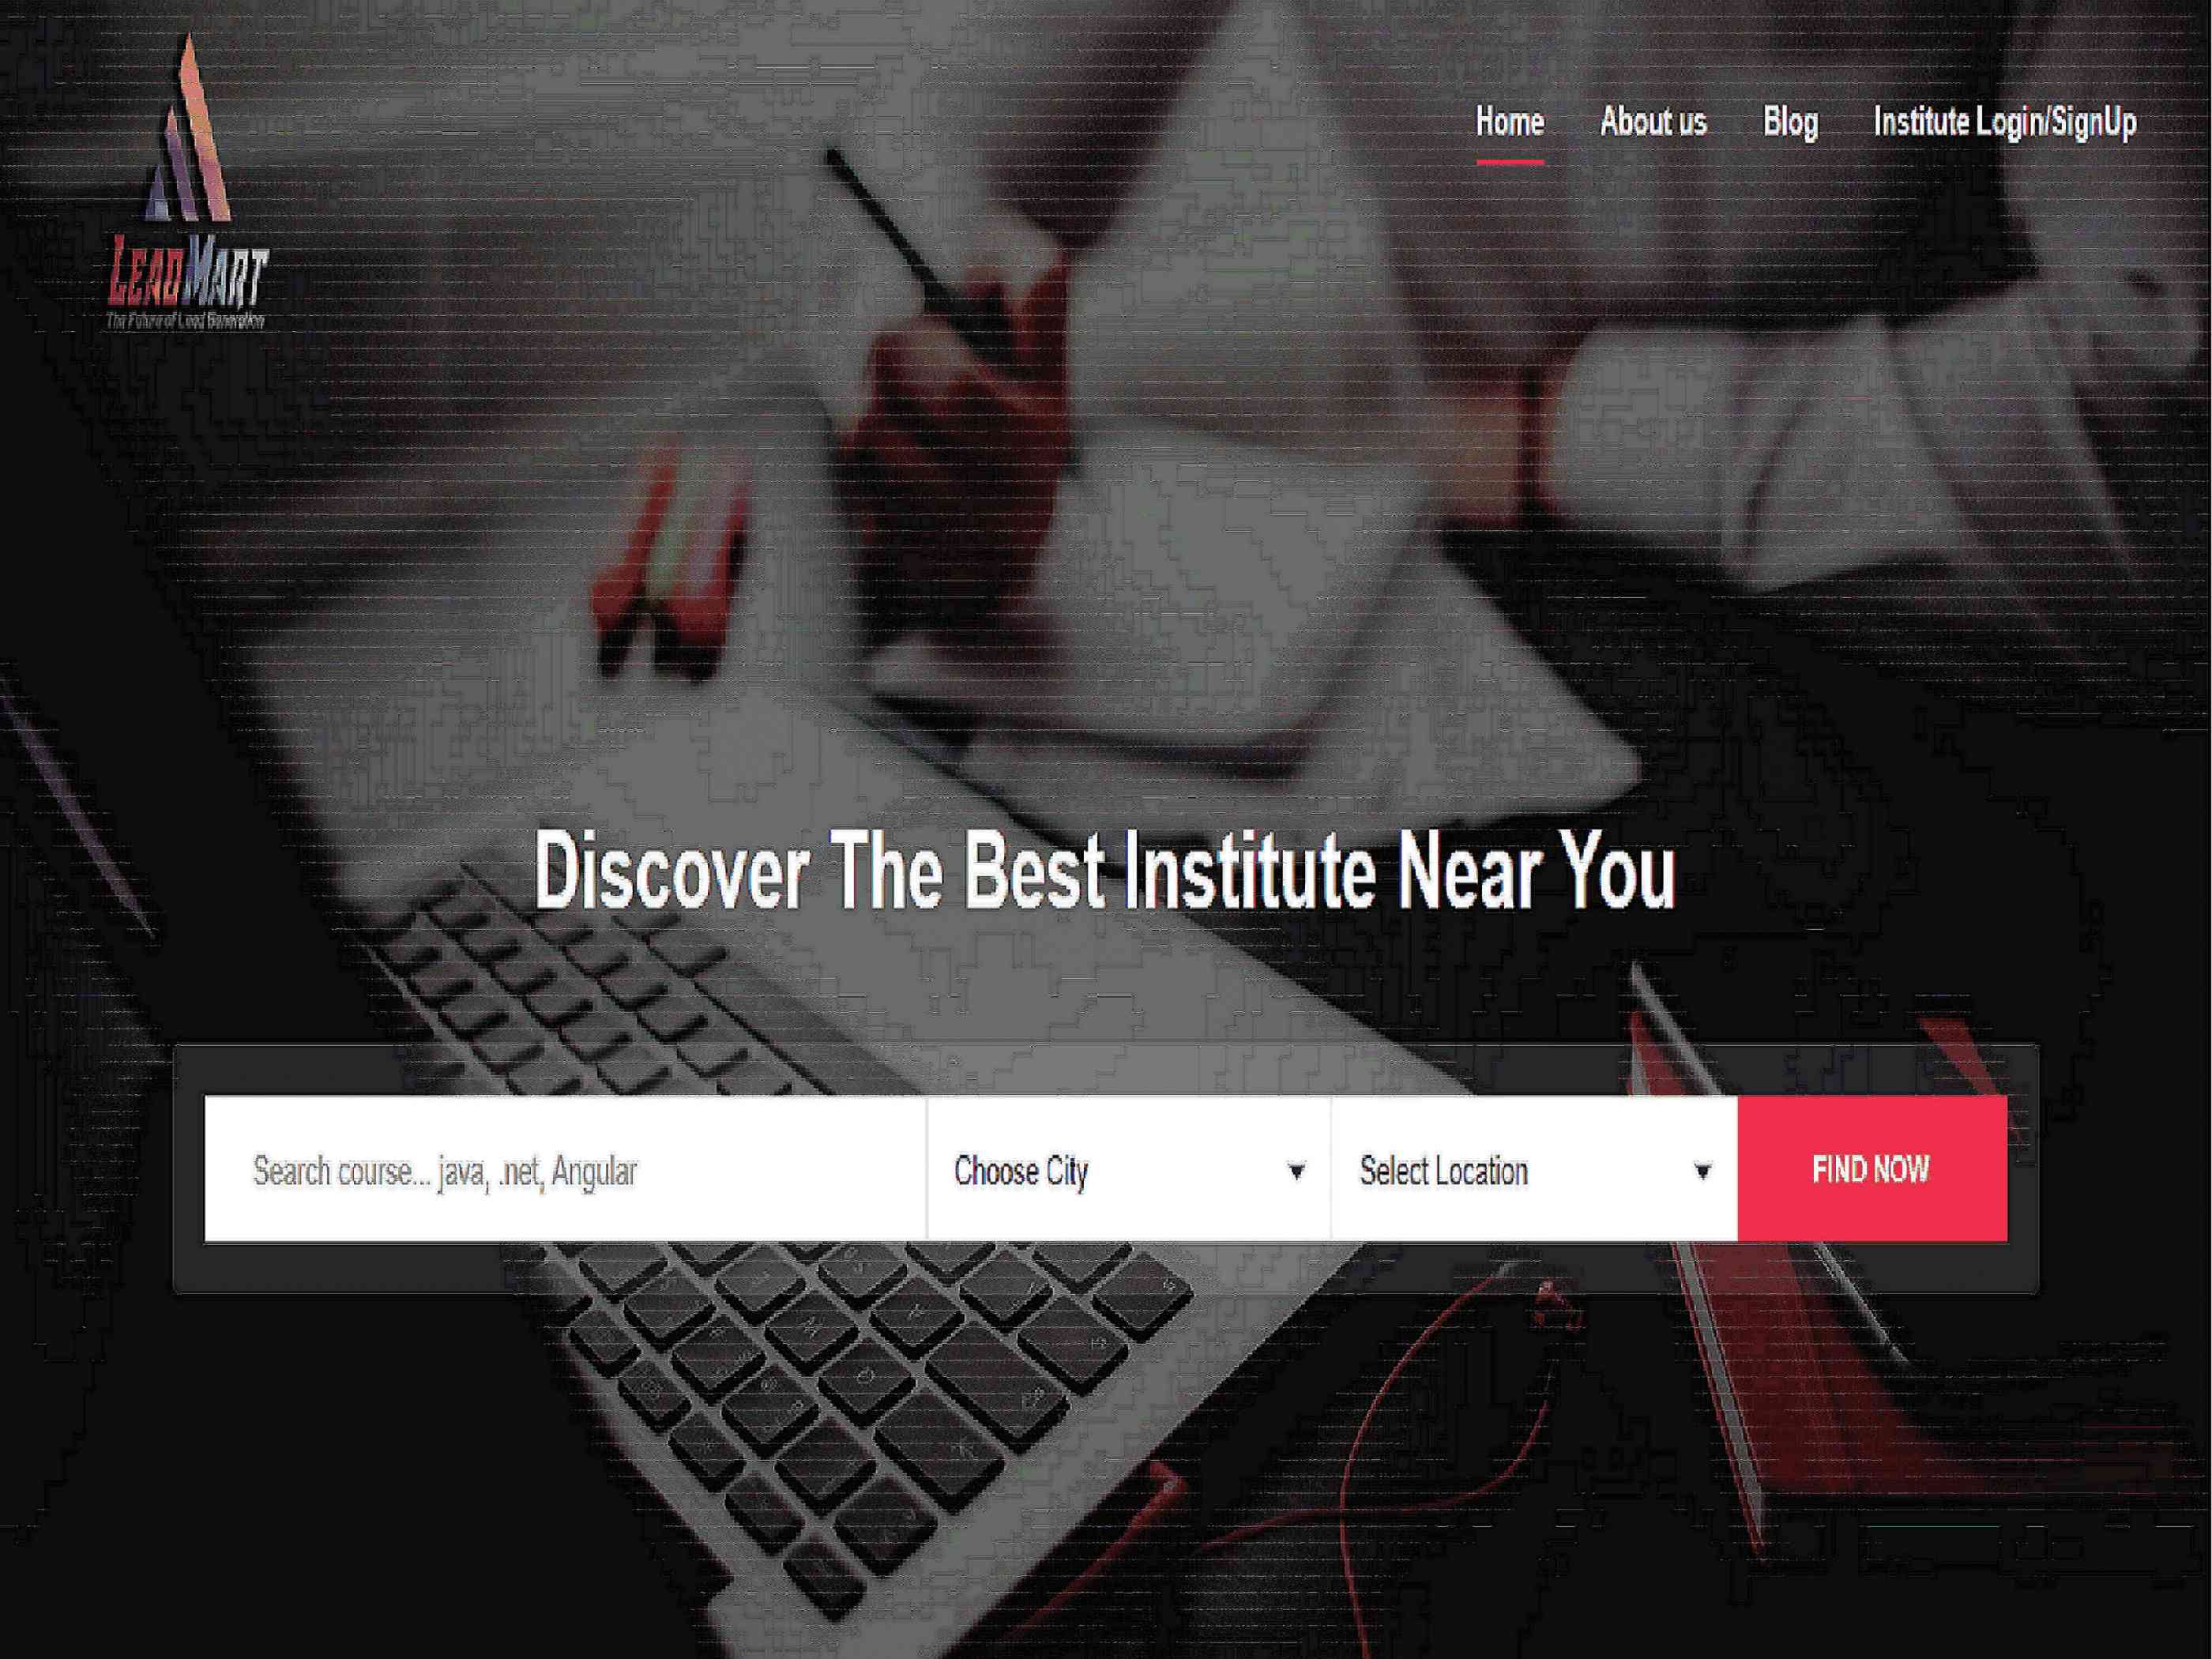 Home About us Blog Institute Login/SignUp
LEADMART
The Future of Lead Generation
Discover The Best Institute Near You
Search course... java, .net, Angular Choose City Select Location FIND NOW